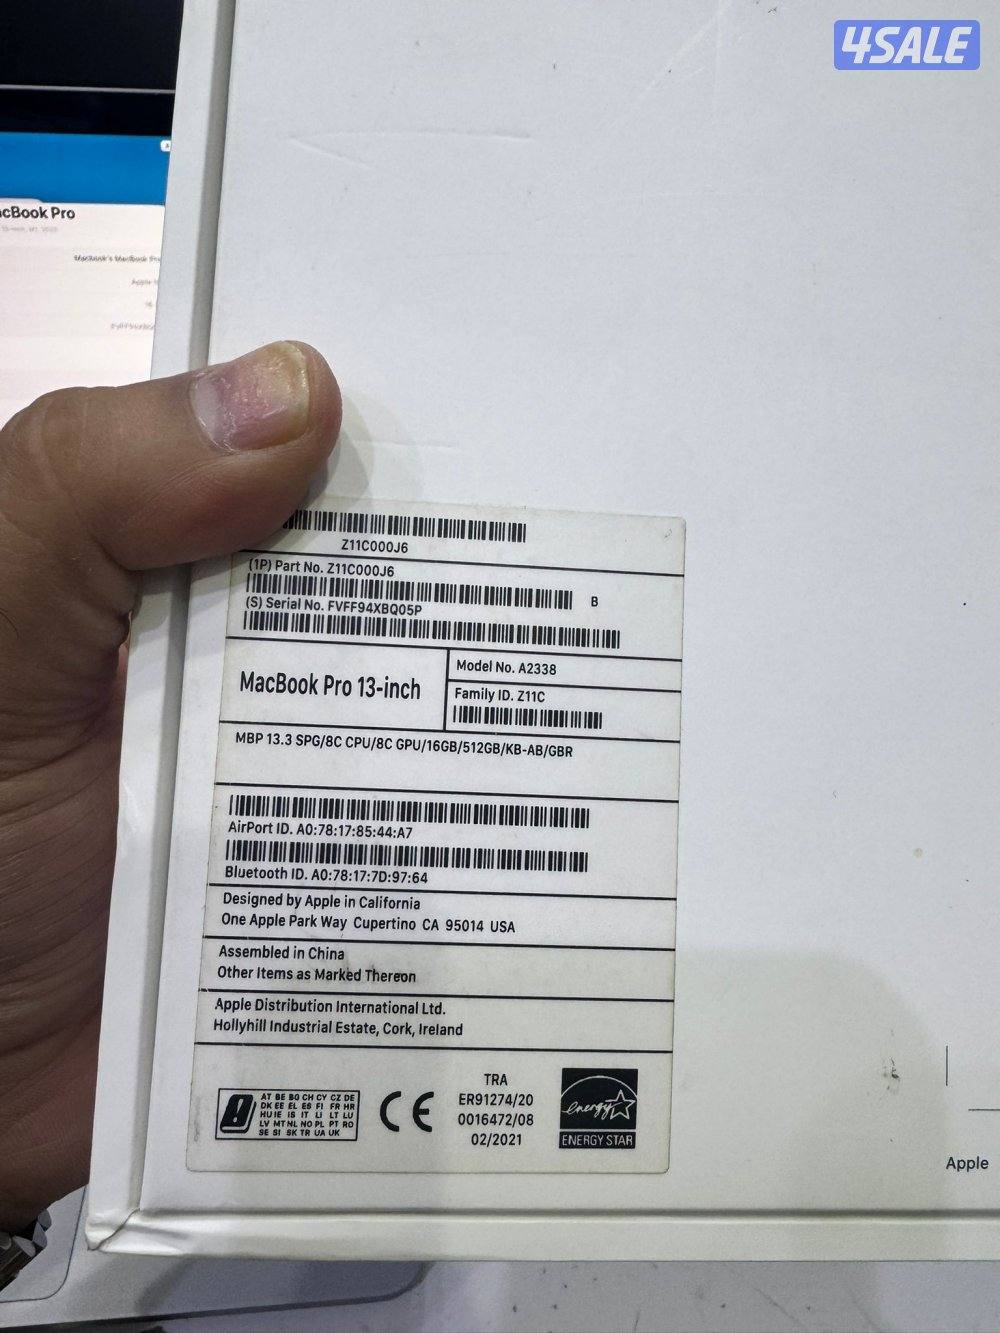 4SALE
cBook Pro
Macbook's MacBook Pro
Apple
16
Z11C000J6
(1P) Part No. Z11C000J6
B
(S) Serial No. FVFF94XBQ05P
MacBook Pro 13-inch
Model No. A2338
Family ID. Z11C
MBP 13.3 SPG/8C CPU/8C GPU/16GB/512GB/KB-AB/GBR
AirPort ID. A0:78:17:85:44:A7
Bluetooth ID. A0:78:17:7D:97:64
Designed by Apple in California
One Apple Park Way Cupertino CA 95014 USA
Assembled in China
Other Items as Marked Thereon
Apple Distribution International Ltd.
Hollyhill Industrial Estate, Cork, Ireland
AT BE BG CH CY CZ DE
DK EE EL ES FI FR HR
HU IE IS IT LI LT LU
LV MT NL NO PL PT RO
SE SI SK TR UA UK
CE
TRA
ER91274/20
0016472/08
02/2021
energy
ENERGY STAR
Apple